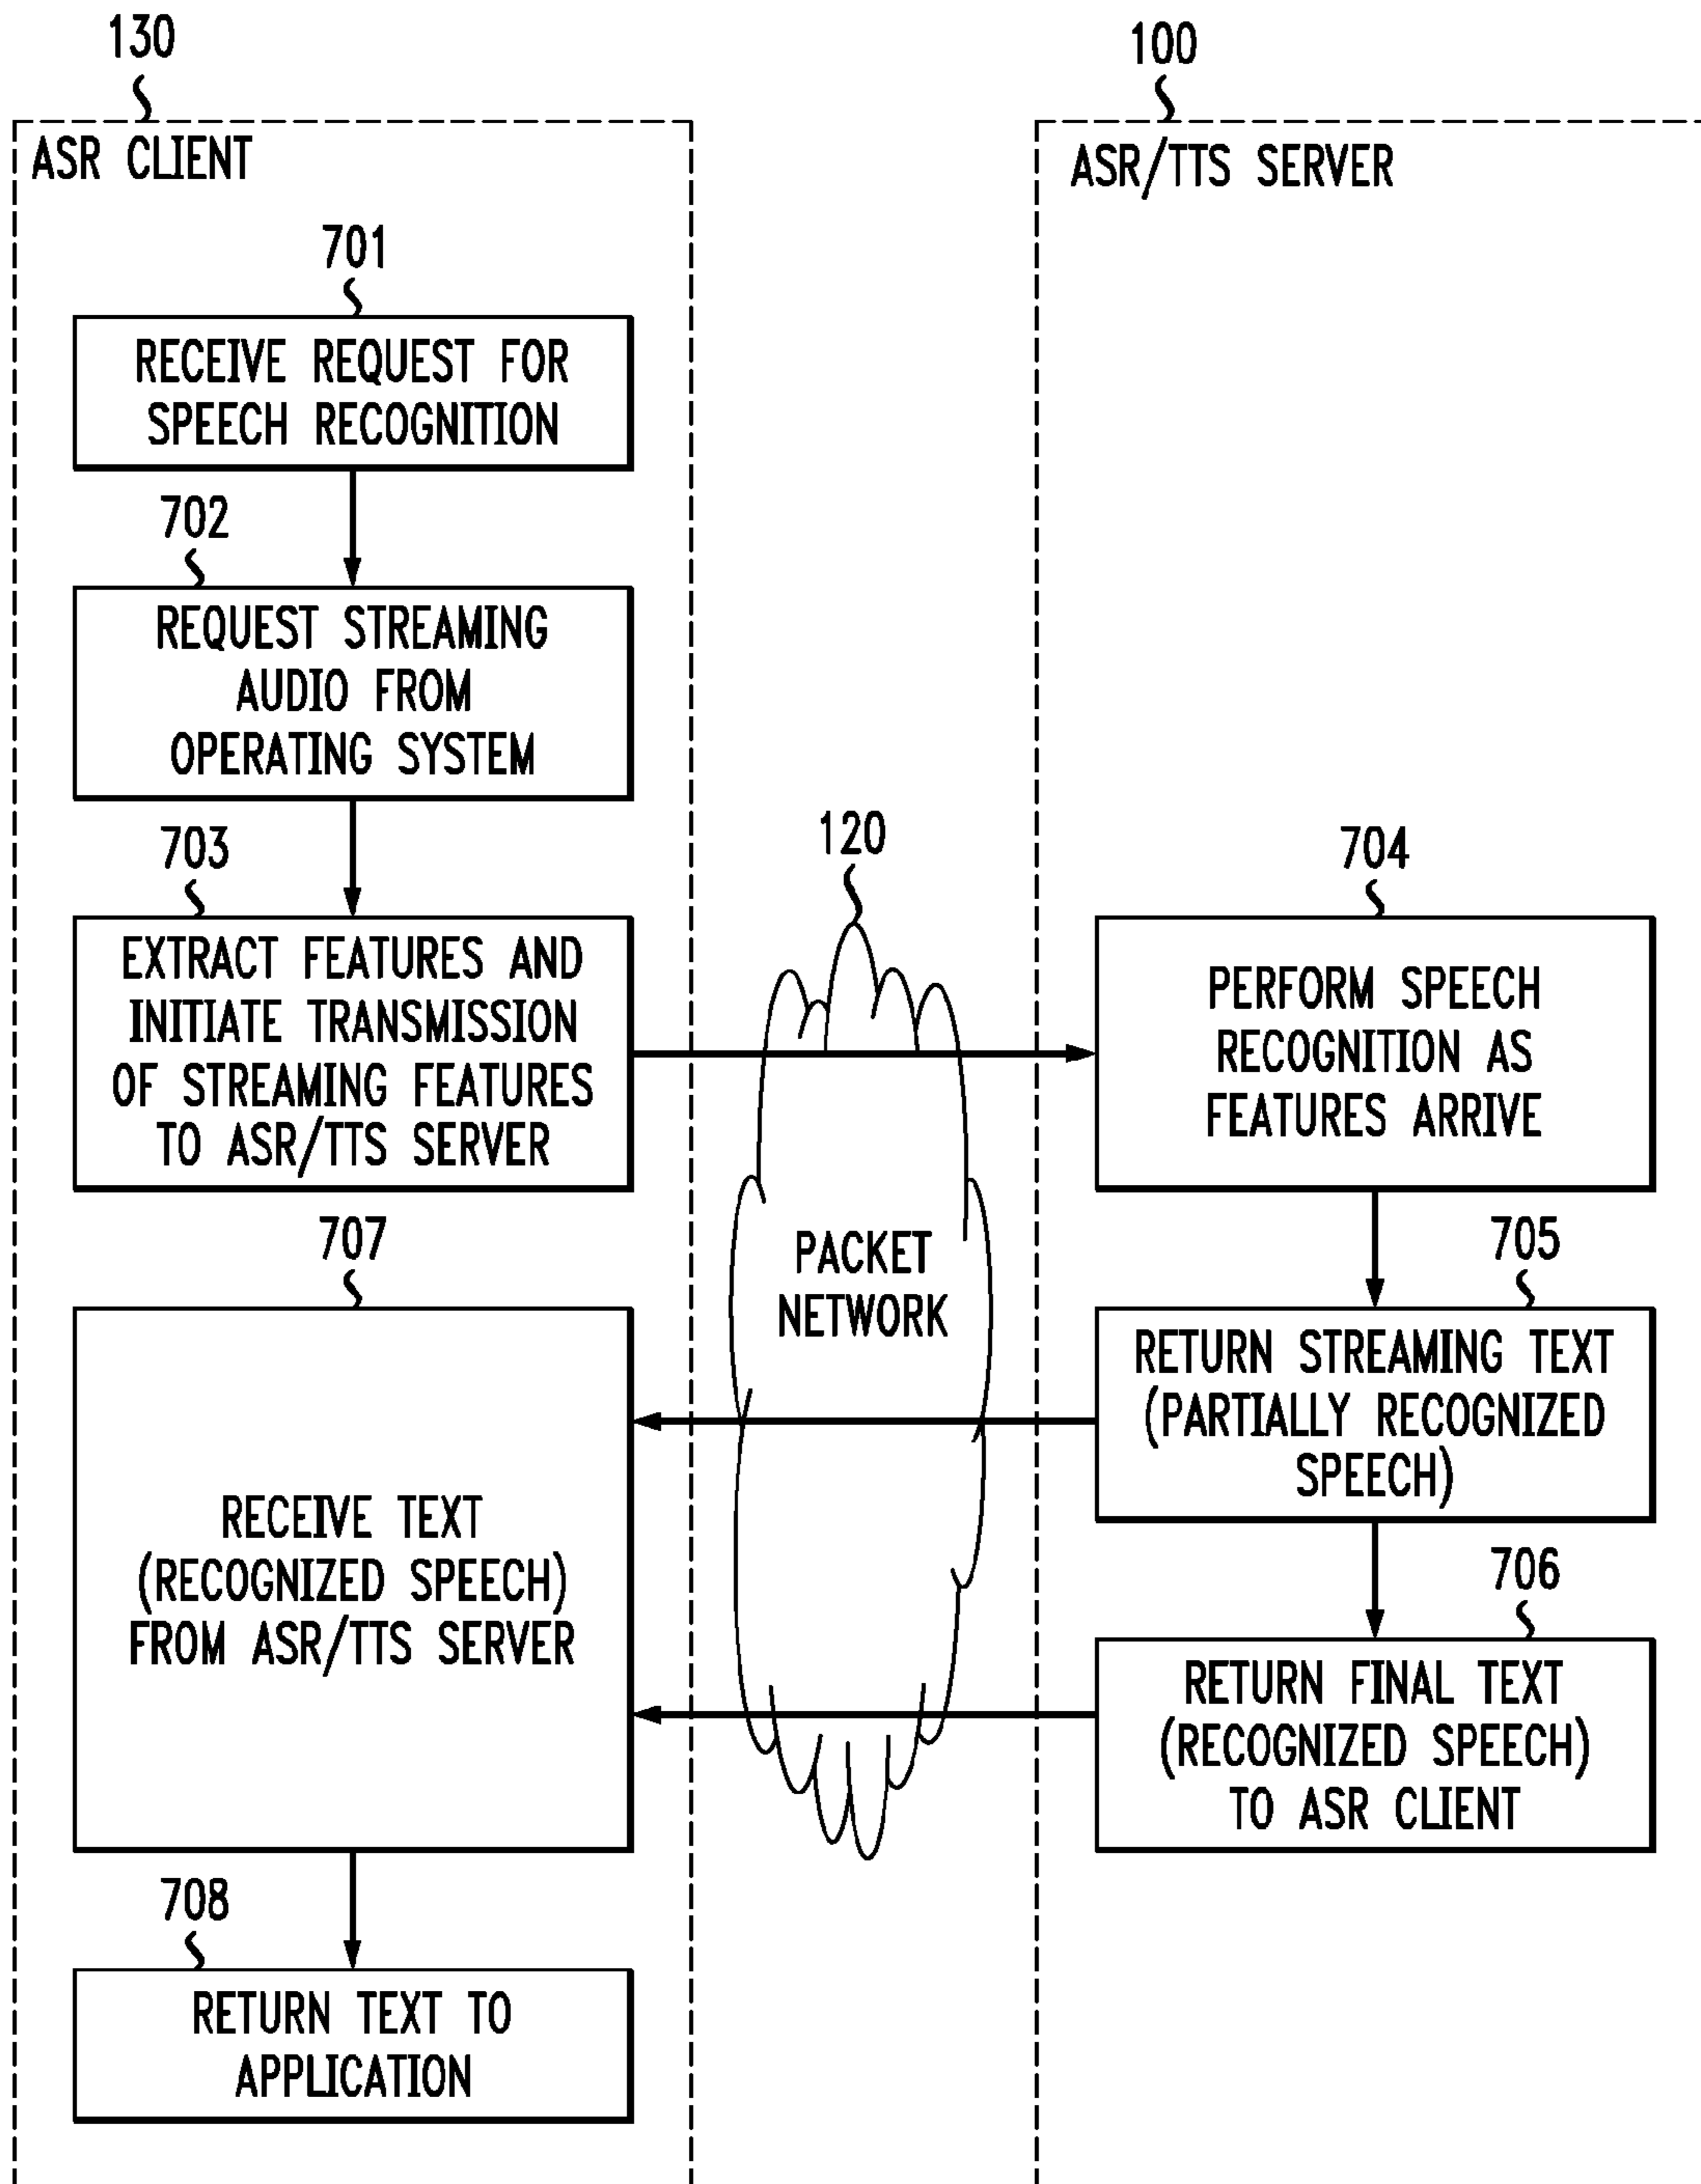 130
ASR CLIENT
701
RECEIVE REQUEST FOR
SPEECH RECOGNITION
702
REQUEST STREAMING
AUDIO FROM
OPERATING SYSTEM
703
EXTRACT FEATURES AND
INITIATE TRANSMISSION
OF STREAMING FEATURES
TO ASR/TTS SERVER
707
RECEIVE TEXT
(RECOGNIZED SPEECH)
FROM ASR/TTS SERVER
708
RETURN TEXT TO
APPLICATION
120
PACKET
NETWORK
100
ASR/TTS SERVER
704
PERFORM SPEECH
RECOGNITION AS
FEATURES ARRIVE
705
RETURN STREAMING TEXT
(PARTIALLY RECOGNIZED
SPEECH)
706
RETURN FINAL TEXT
(RECOGNIZED SPEECH)
TO ASR CLIENT